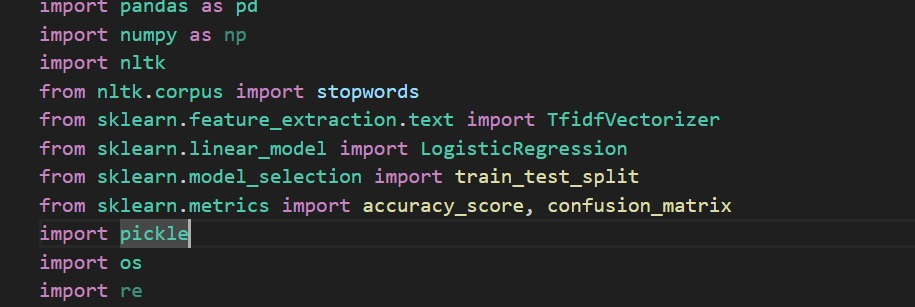 import pandas as pd
import numpy as np
import nltk
from nltk.corpus import stopwords
from sklearn.feature_extraction.text import TfidfVectorizer
from sklearn.linear_model import LogisticRegression
from sklearn.model_selection import train_test_split
from sklearn.metrics import accuracy_score, confusion_matrix
import pickle
import os
import re